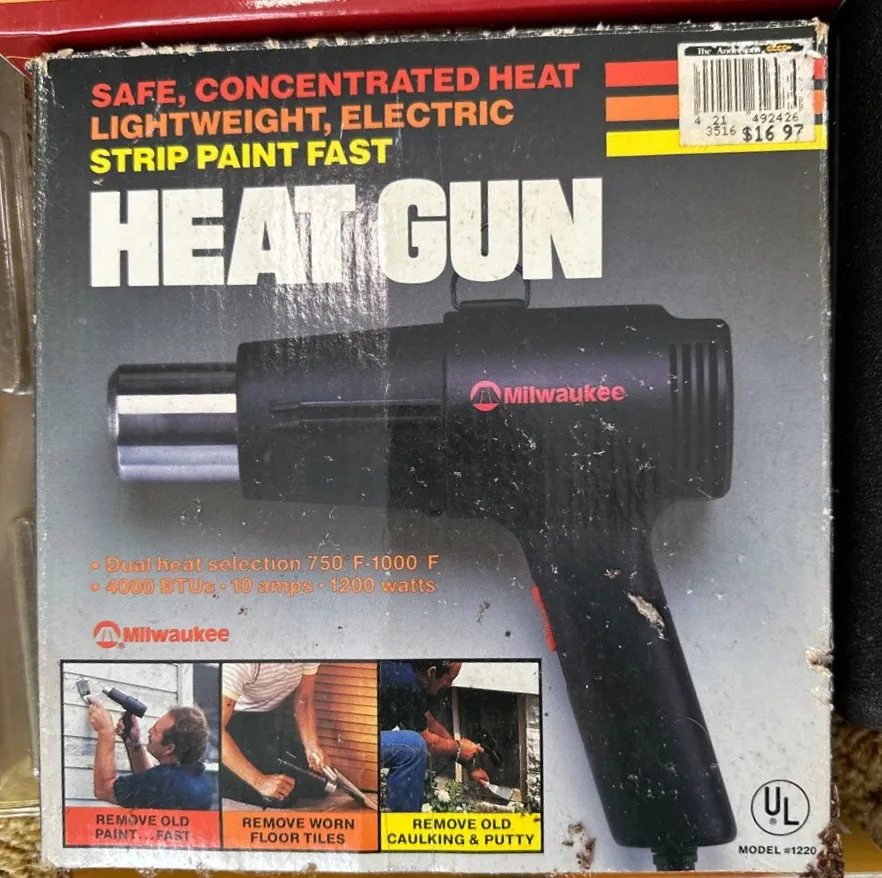 The Andersons
4 21 492426
3516 $16 97
SAFE, CONCENTRATED HEAT
LIGHTWEIGHT, ELECTRIC
STRIP PAINT FAST
HEAT GUN
Milwaukee
• Dual heat selection 750°F-1000°F
• 4000 BTUs • 10 amps • 1200 watts
Milwaukee
REMOVE OLD
PAINT...FAST
REMOVE WORN
FLOOR TILES
REMOVE OLD
CAULKING & PUTTY
UL
MODEL #1220